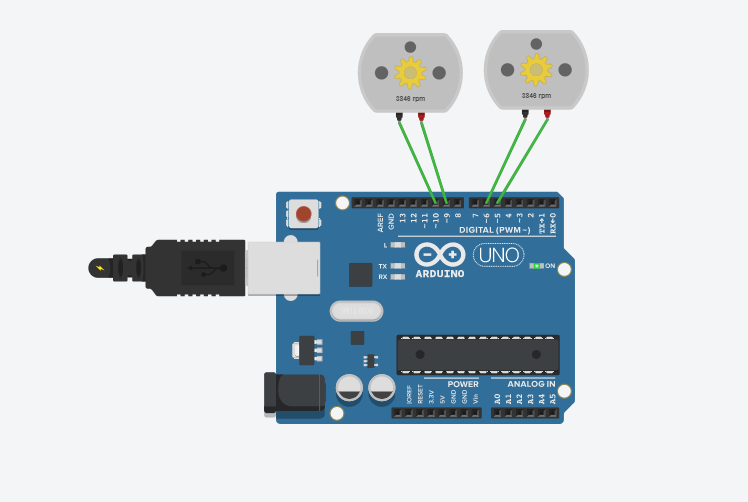 3846 rpm
3846 rpm
AREF
GND
13
12
~11
~10
~9
8
7
~6
~5
4
~3
2
TX→1
RX←0
DIGITAL (PWM~)
L
TX
RX
ARDUINO
UNO
ON
POWER
ANALOG IN
IOREF
RESET
3.3V
5V
GND
GND
Vin
A0
A1
A2
A3
A4
A5